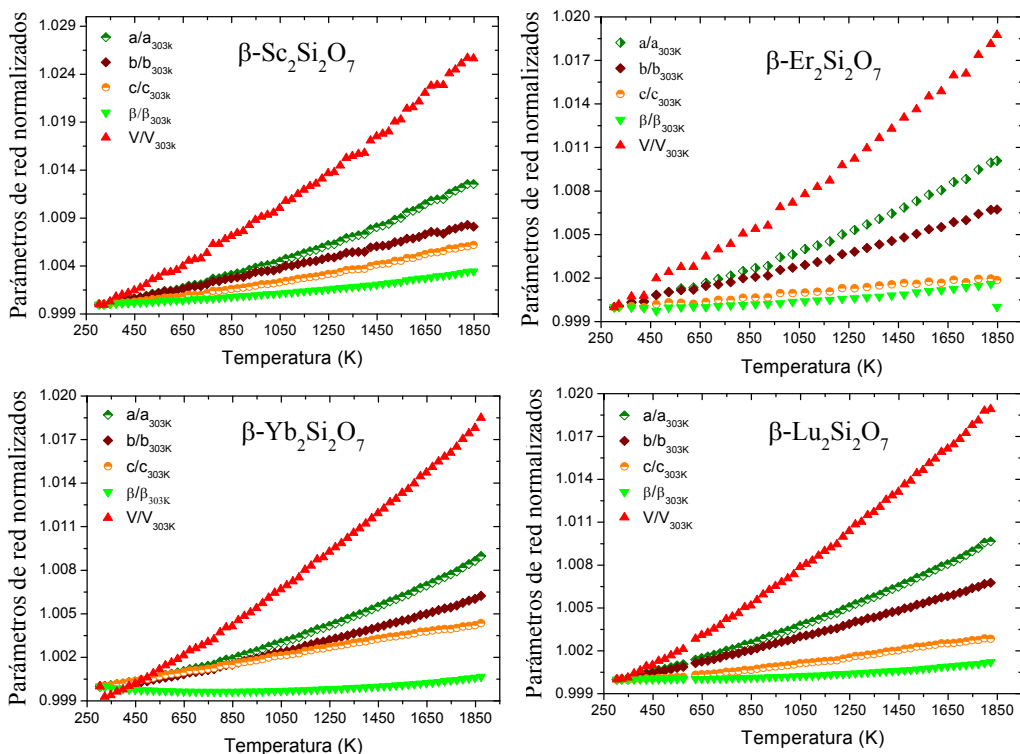 Parámetros de red normalizados
1.029
1.024
1.019
1.014
1.009
1.004
0.999
a/a303k
b/b303k
c/c303k
β/β303k
V/V303k
β-Sc2Si2O7
250 450 650 850 1050 1250 1450 1650 1850
Temperatura (K)
Parámetros de red normalizados
1.020
1.017
1.014
1.011
1.008
1.005
1.002
0.999
a/a303K
b/b303K
c/c303K
β/β303K
V/V303K
β-Er2Si2O7
250 450 650 850 1050 1250 1450 1650 1850
Temperatura (K)
Parámetros de red normalizados
1.020
1.017
1.014
1.011
1.008
1.005
1.002
0.999
a/a303K
b/b303K
c/c303K
β/β303K
V/V303K
β-Yb2Si2O7
250 450 650 850 1050 1250 1450 1650 1850
Temperatura (K)
Parámetros de red normalizados
1.020
1.017
1.014
1.011
1.008
1.005
1.002
0.999
a/a303K
b/b303K
c/c303K
β/β303K
V/V303K
β-Lu2Si2O7
250 450 650 850 1050 1250 1450 1650 1850
Temperatura (K)